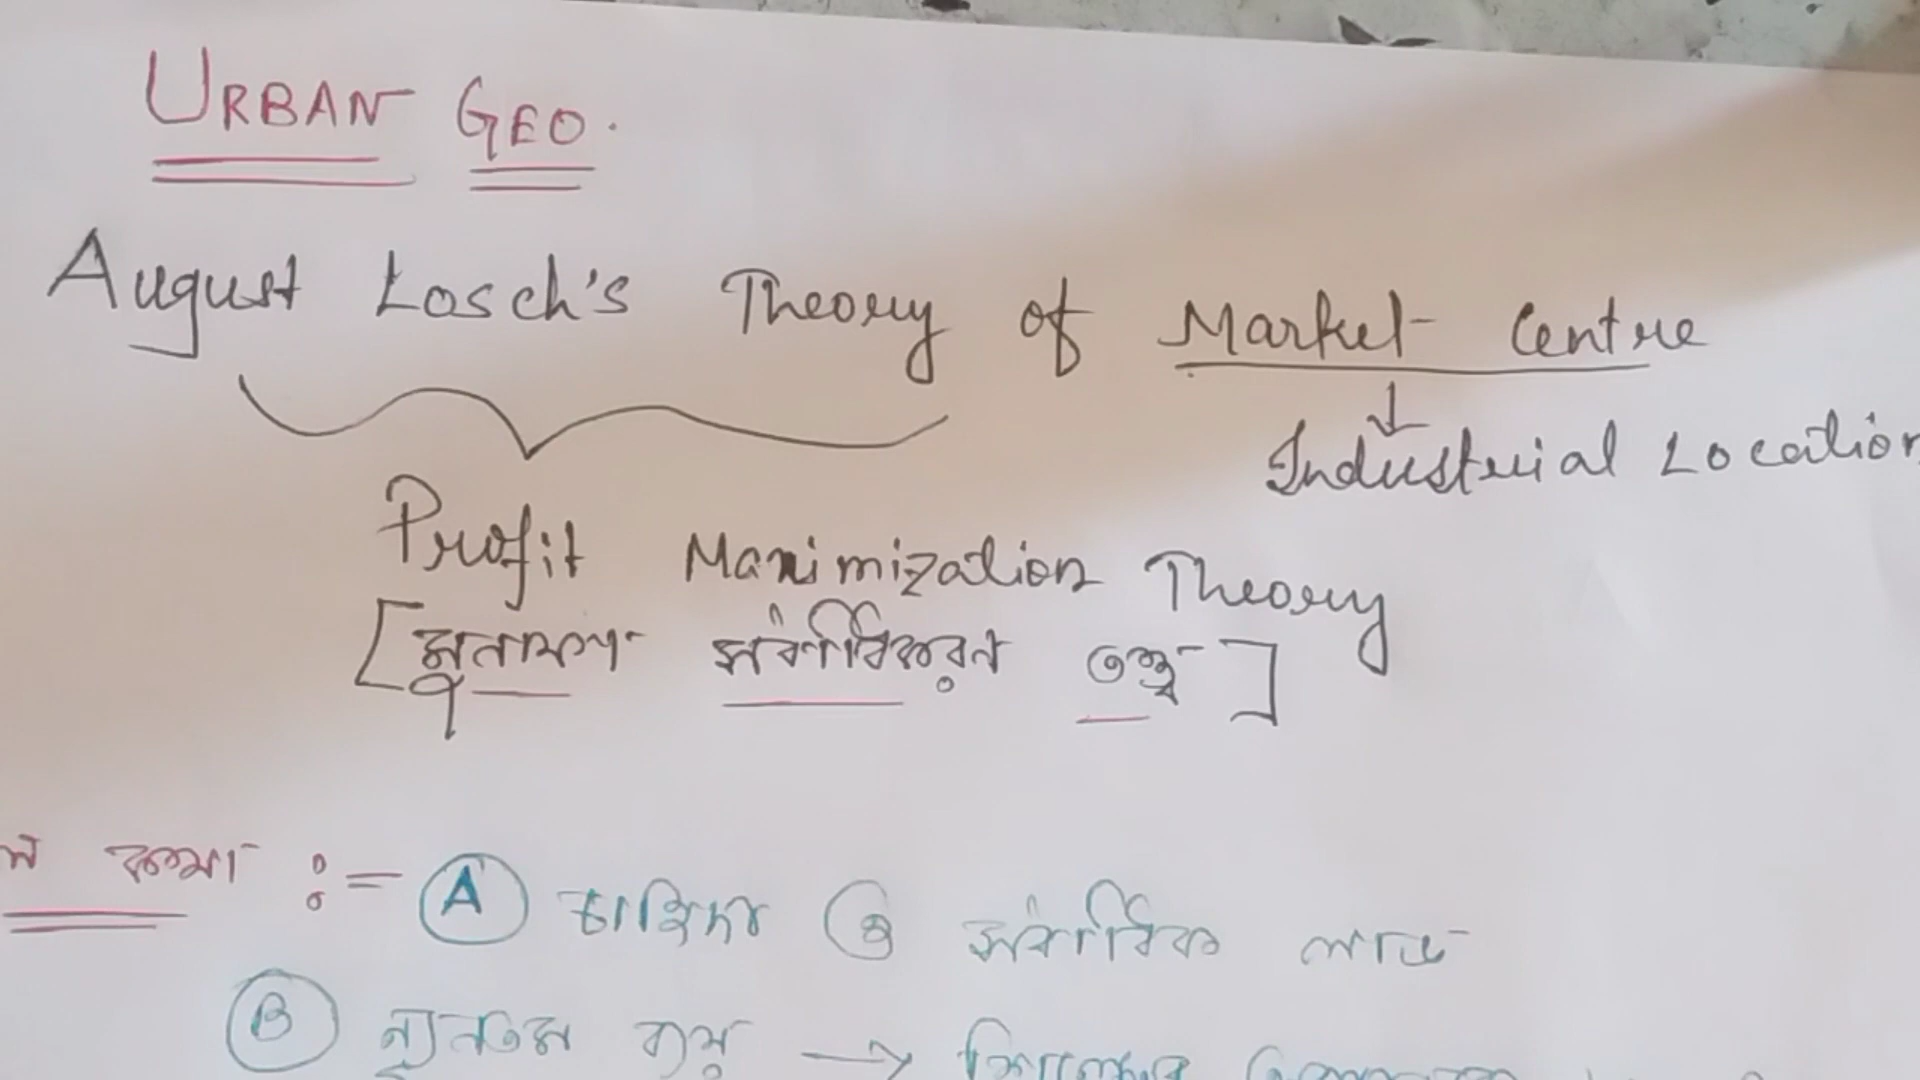 URBAN GEO.
August Losch's Theory of Market Centre
Industrial Location
Profit Maximization Theory
[মুনাফা সর্বাধিকরন তত্ত্ব]
কথা :- (A) চাহিদা ও সর্বাধিক লাভ
(B) ন্যূনতম ব্যয় → শিল্পের